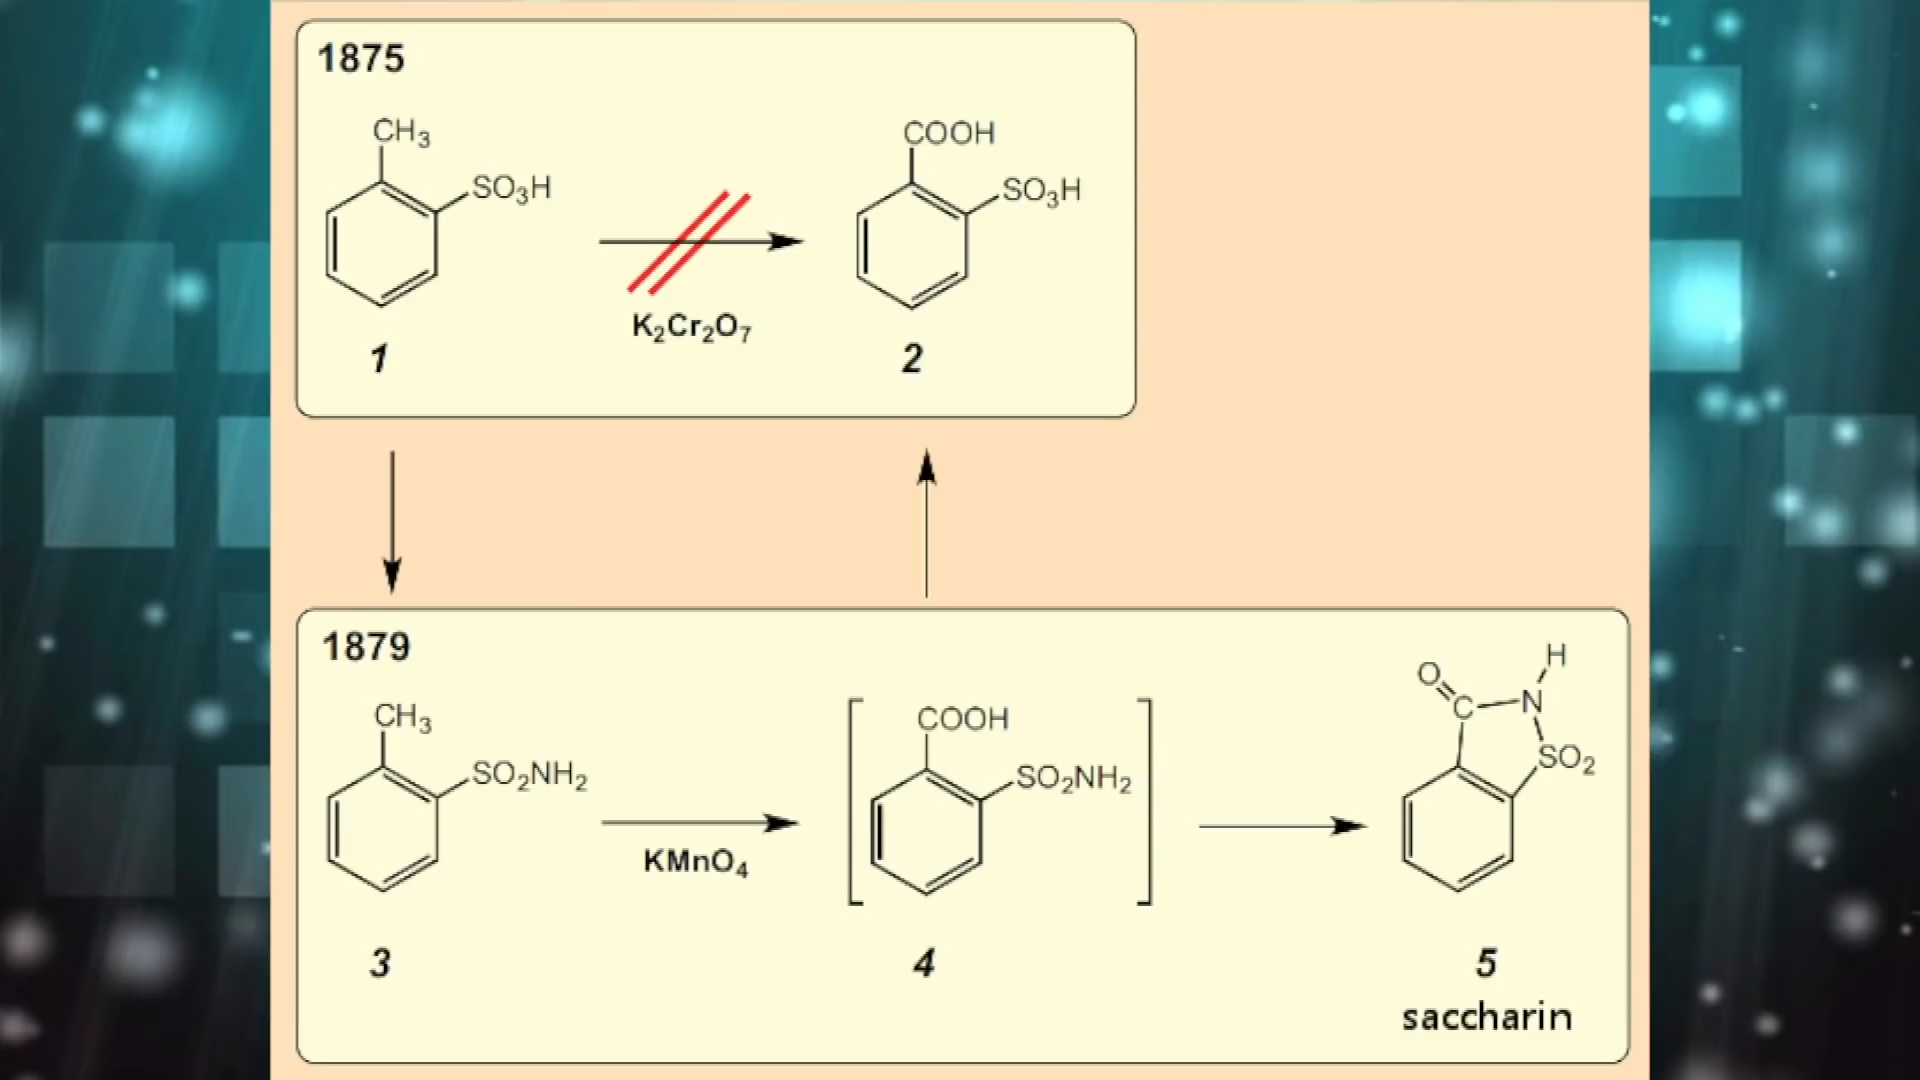 1875
CH3
SO3H
COOH
SO3H
K2Cr2O7
1
2
1879
CH3
SO2NH2
KMnO4
COOH
SO2NH2
H
O
C
N
SO2
3
4
5
saccharin